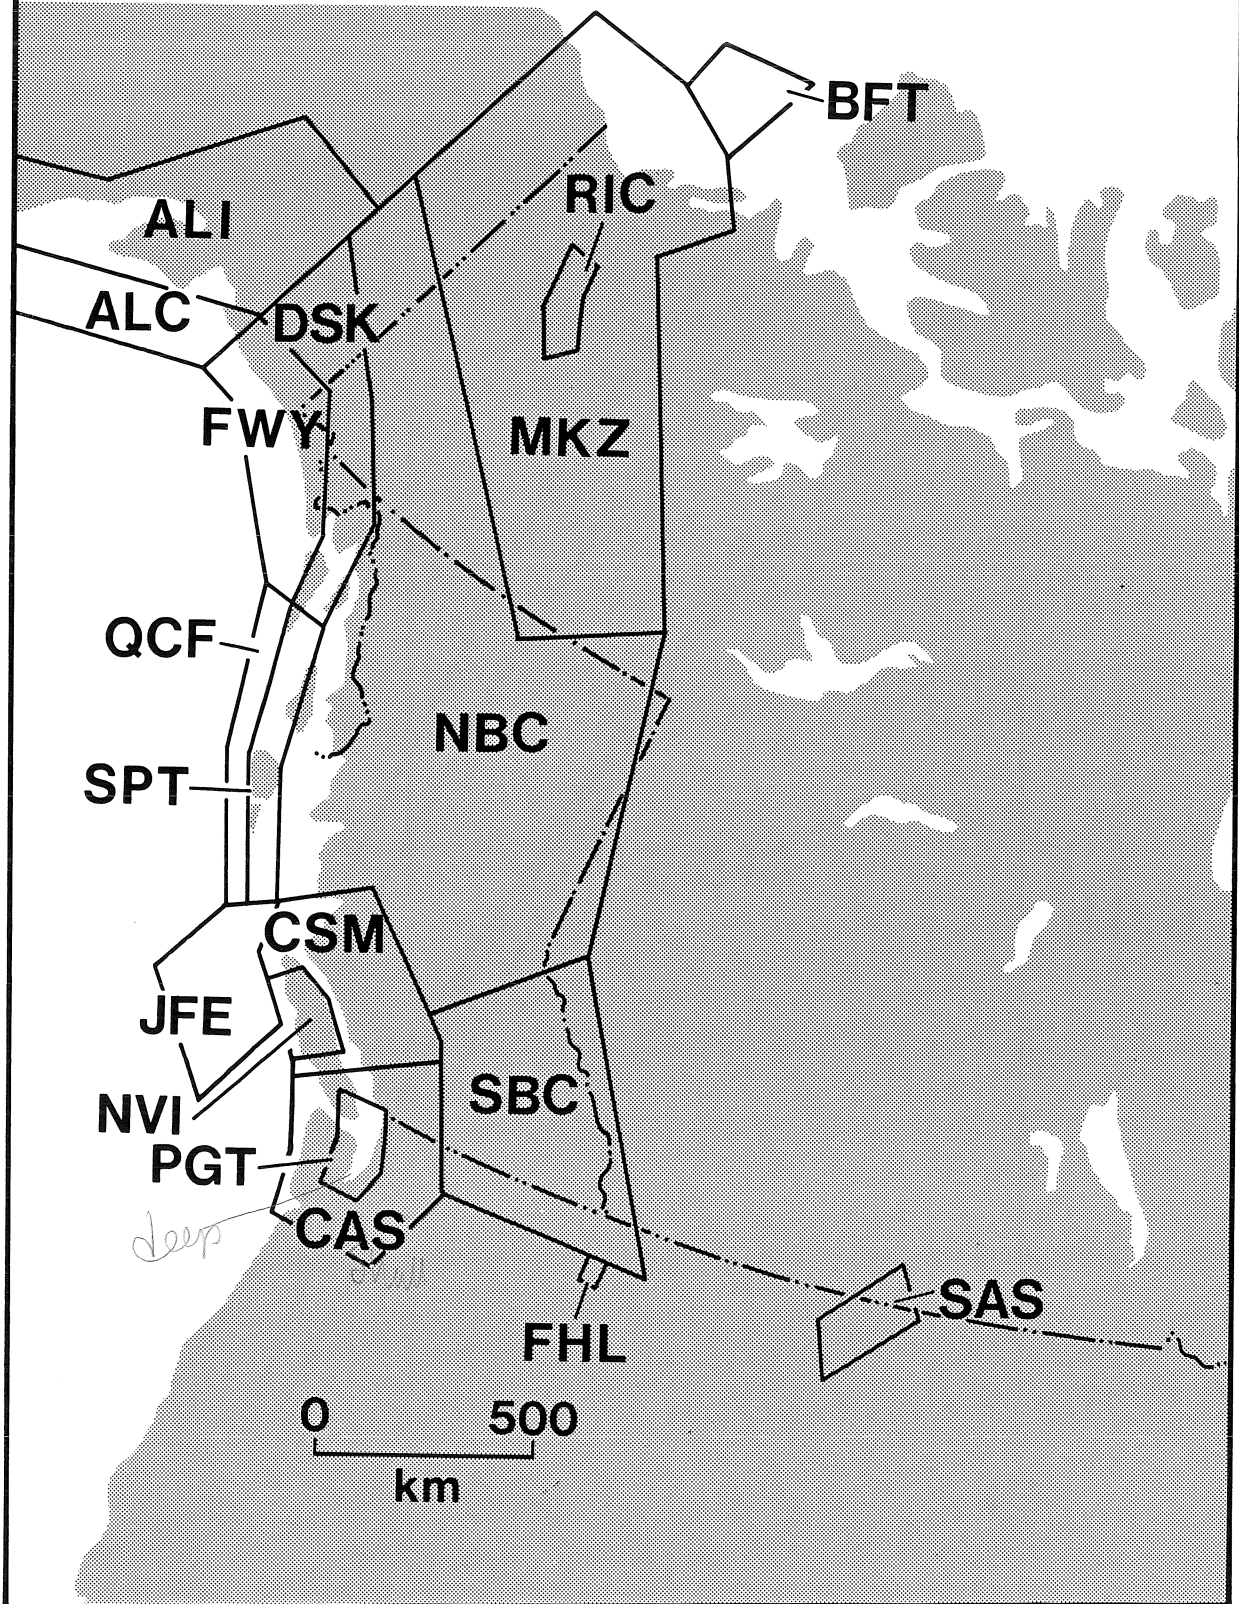 BFT
RIC
ALI
ALC
DSK
FWY
MKZ
QCF
NBC
SPT
CSM
JFE
SBC
NVI
PGT
deep
CAS
SAS
FHL
0 500
km